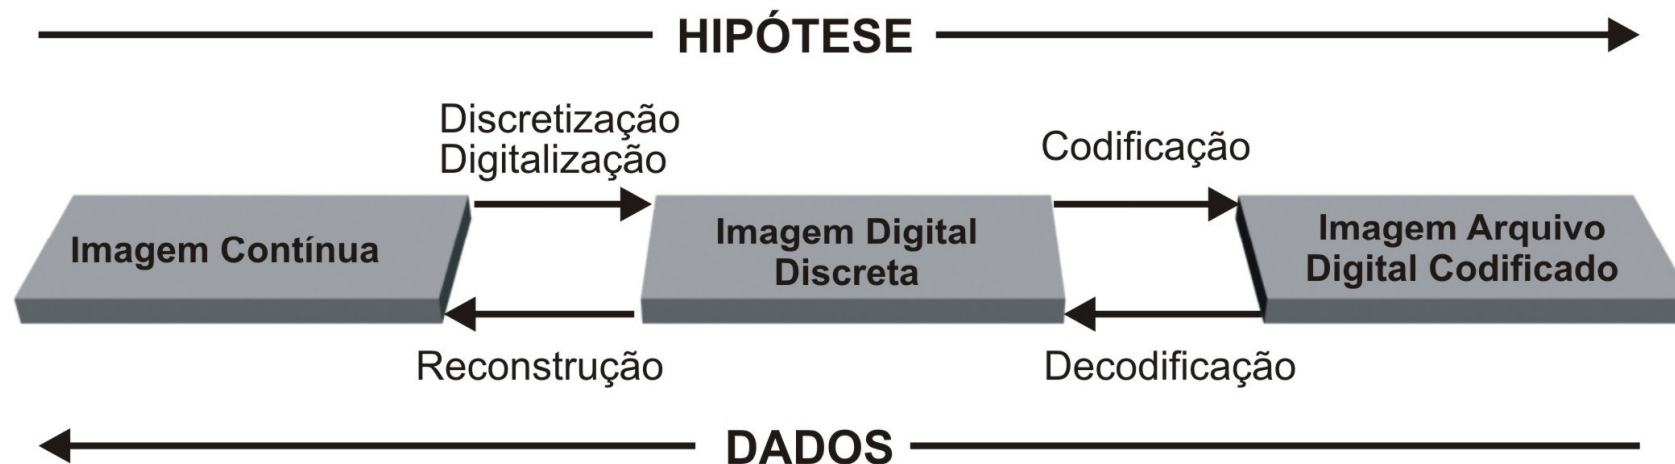 HIPÓTESE
Discretização
Digitalização
Codificação
Imagem Contínua
Imagem Digital
Discreta
Imagem Arquivo
Digital Codificado
Reconstrução
Decodificação
DADOS